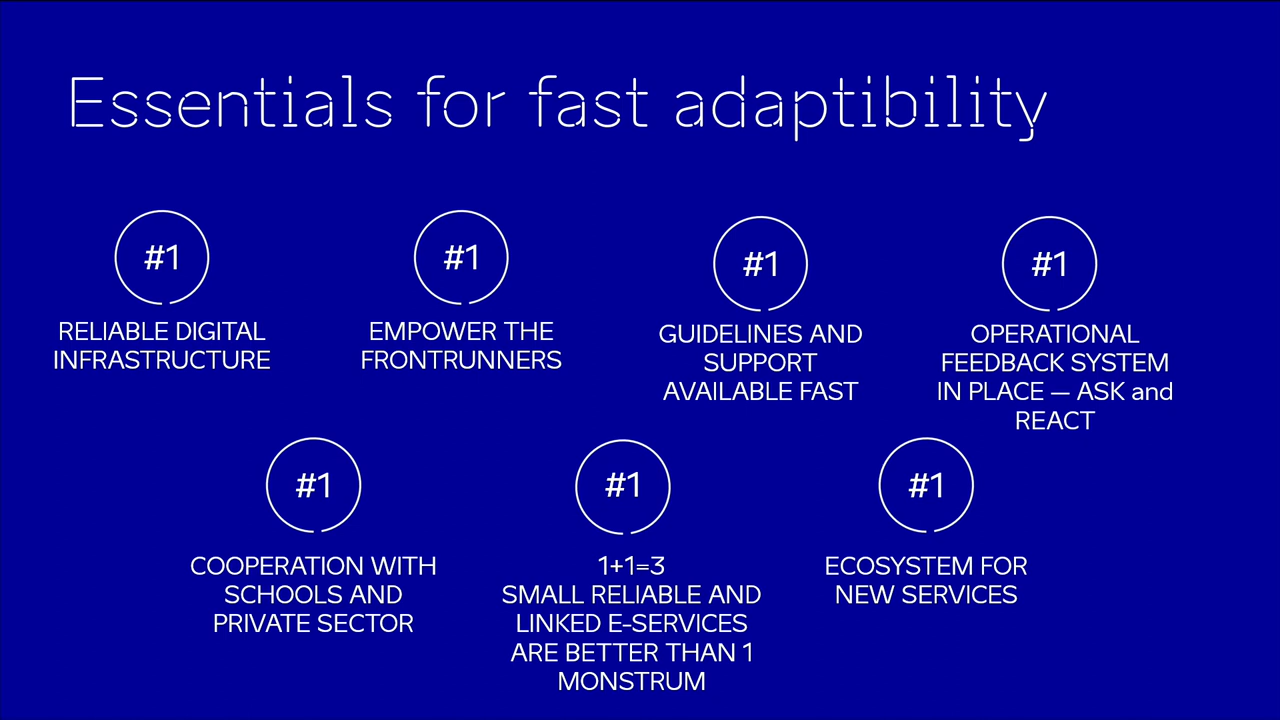 Essentials for fast adaptibility
#1
RELIABLE DIGITAL
INFRASTRUCTURE
#1
EMPOWER THE
FRONTRUNNERS
#1
GUIDELINES AND
SUPPORT
AVAILABLE FAST
#1
OPERATIONAL
FEEDBACK SYSTEM
IN PLACE — ASK and
REACT
#1
COOPERATION WITH
SCHOOLS AND
PRIVATE SECTOR
#1
1+1=3
SMALL RELIABLE AND
LINKED E-SERVICES
ARE BETTER THAN 1
MONSTRUM
#1
ECOSYSTEM FOR
NEW SERVICES